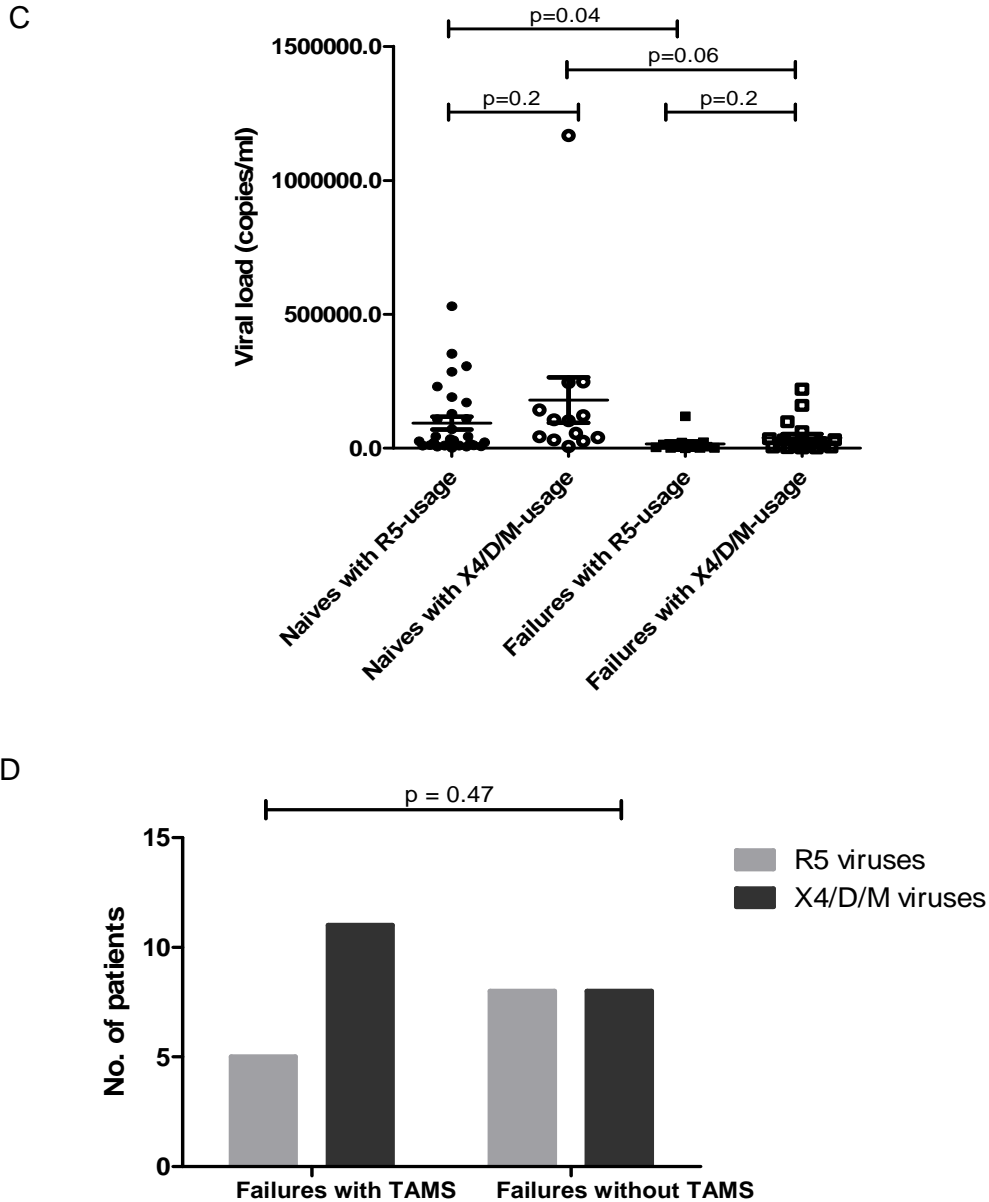 C
p=0.04
p=0.06
p=0.2
p=0.2
Viral load (copies/ml)
1500000.0
1000000.0
500000.0
0.0
Naives with R5-usage
Naives with X4/D/M-usage
Failures with R5-usage
Failures with X4/D/M-usage
D
p = 0.47
No. of patients
15
10
5
0
R5 viruses
X4/D/M viruses
Failures with TAMS
Failures without TAMS